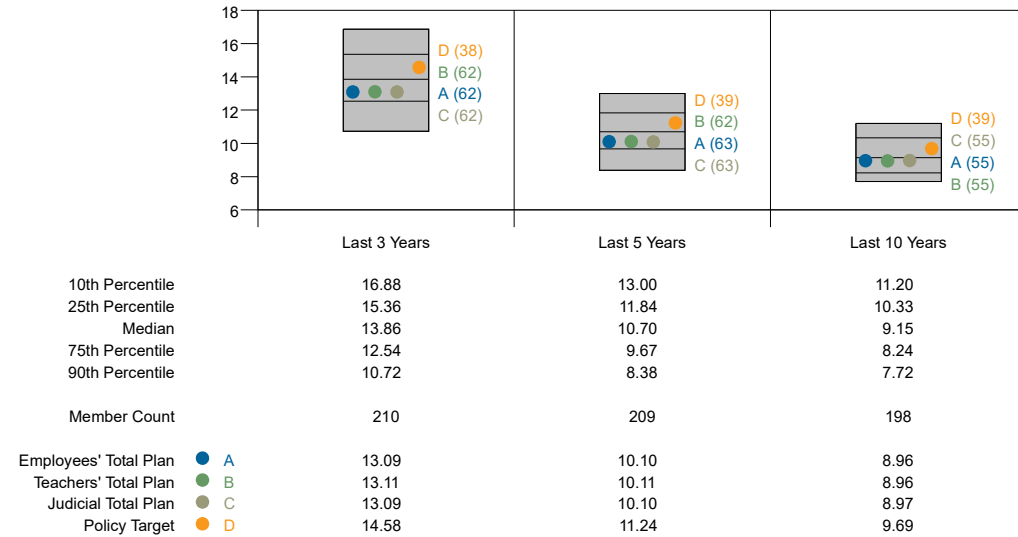 18
16
14
12
10
8
6
D (38)
B (62)
A (62)
C (62)
D (39)
B (62)
A (63)
C (63)
D (39)
C (55)
A (55)
B (55)
Last 3 Years Last 5 Years Last 10 Years
10th Percentile 16.88 13.00 11.20
25th Percentile 15.36 11.84 10.33
Median 13.86 10.70 9.15
75th Percentile 12.54 9.67 8.24
90th Percentile 10.72 8.38 7.72
Member Count 210 209 198
Employees' Total Plan A 13.09 10.10 8.96
Teachers' Total Plan B 13.11 10.11 8.96
Judicial Total Plan C 13.09 10.10 8.97
Policy Target D 14.58 11.24 9.69